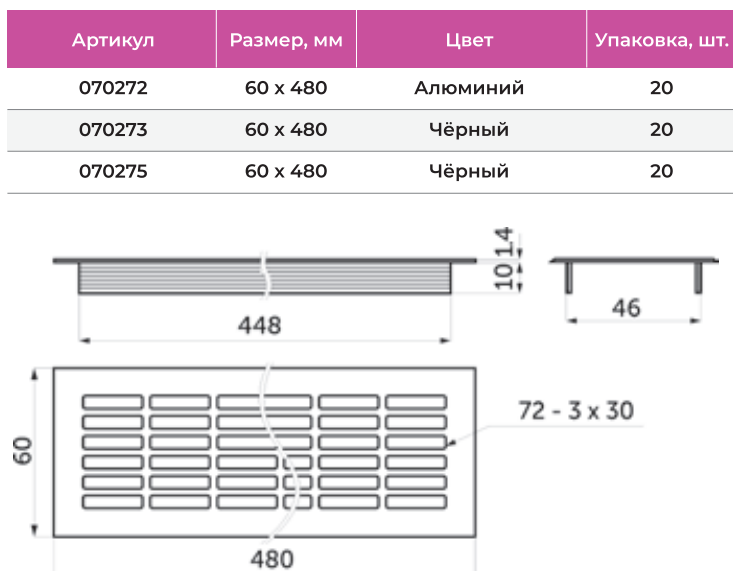 Артикул Размер, мм Цвет Упаковка, шт.
070272 60 x 480 Алюминий 20
070273 60 x 480 Чёрный 20
070275 60 x 480 Чёрный 20
1.4
10
448
46
72 - 3 x 30
60
480